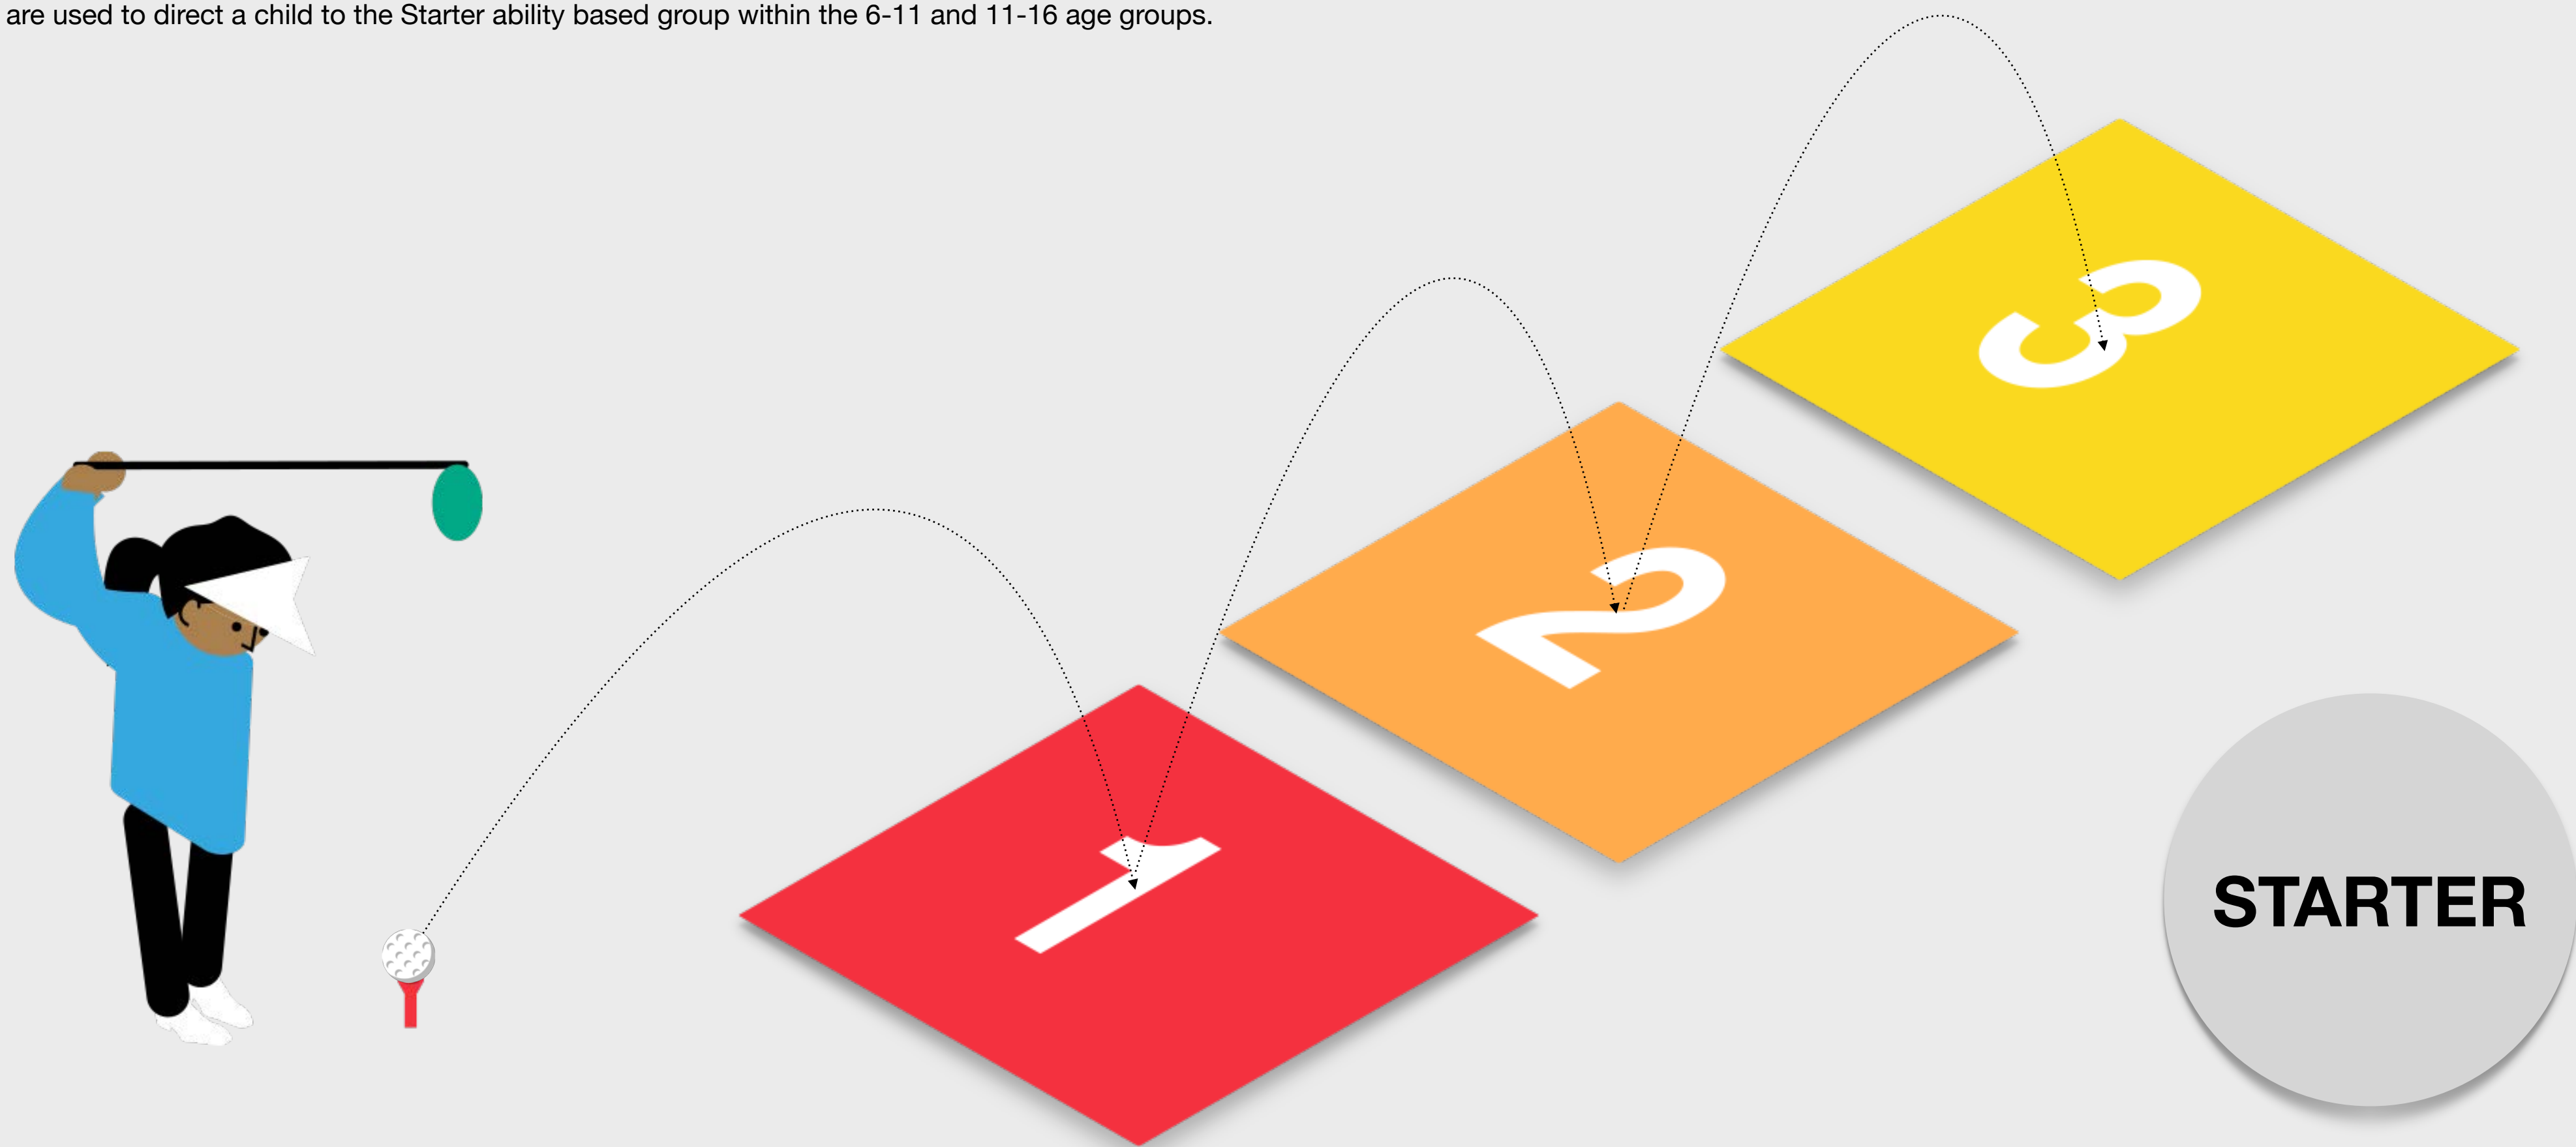 are used to direct a child to the Starter ability based group within the 6-11 and 11-16 age groups.
3
2
1
STARTER